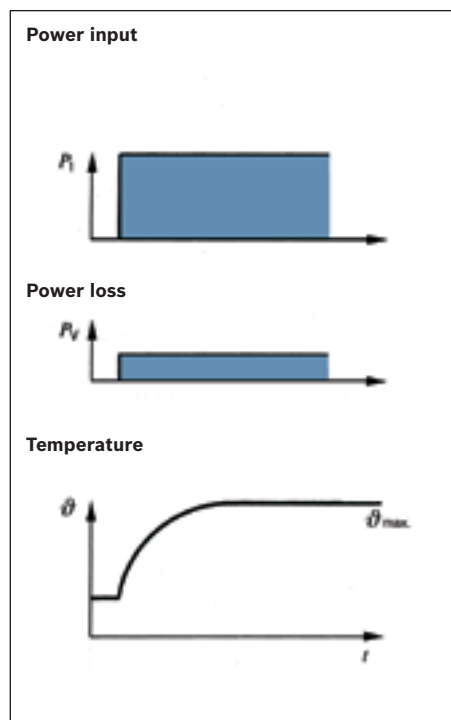 Power input
P₁
Power loss
Pᵥ
Temperature
ϑ
ϑmax.
t